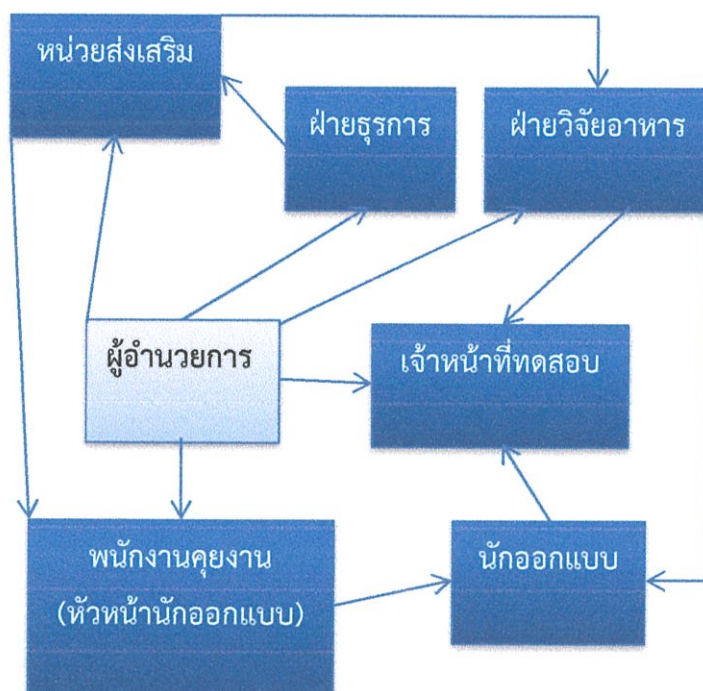 หน่วยส่งเสริม
ฝ่ายธุรการ
ฝ่ายวิจัยอาหาร
ผู้อำนวยการ
เจ้าหน้าที่ทดสอบ
พนักงานคุยงาน
(หัวหน้านักออกแบบ)
นักออกแบบ